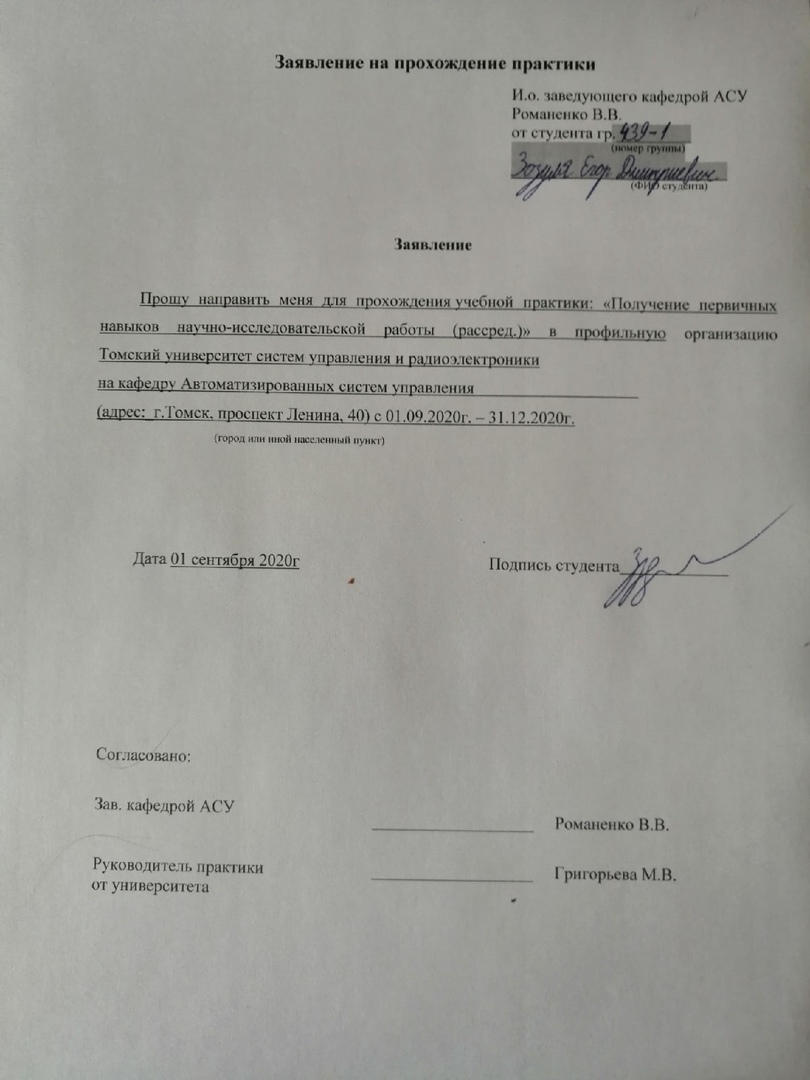 Заявление на прохождение практики
И.о. заведующего кафедрой АСУ
Романенко В.В.
от студента гр. 439-1
(номер группы)
Зозуля Егор Дмитриевич
(ФИО студента)
Заявление
Прошу направить меня для прохождения учебной практики: «Получение первичных
навыков научно-исследовательской работы (рассред.)» в профильную организацию
Томский университет систем управления и радиоэлектроники
на кафедру Автоматизированных систем управления
(адрес: г.Томск, проспект Ленина, 40) с 01.09.2020г. – 31.12.2020г.
(город или иной населенный пункт)
Дата 01 сентября 2020г Подпись студента
Согласовано:
Зав. кафедрой АСУ
Романенко В.В.
Руководитель практики
от университета
Григорьева М.В.